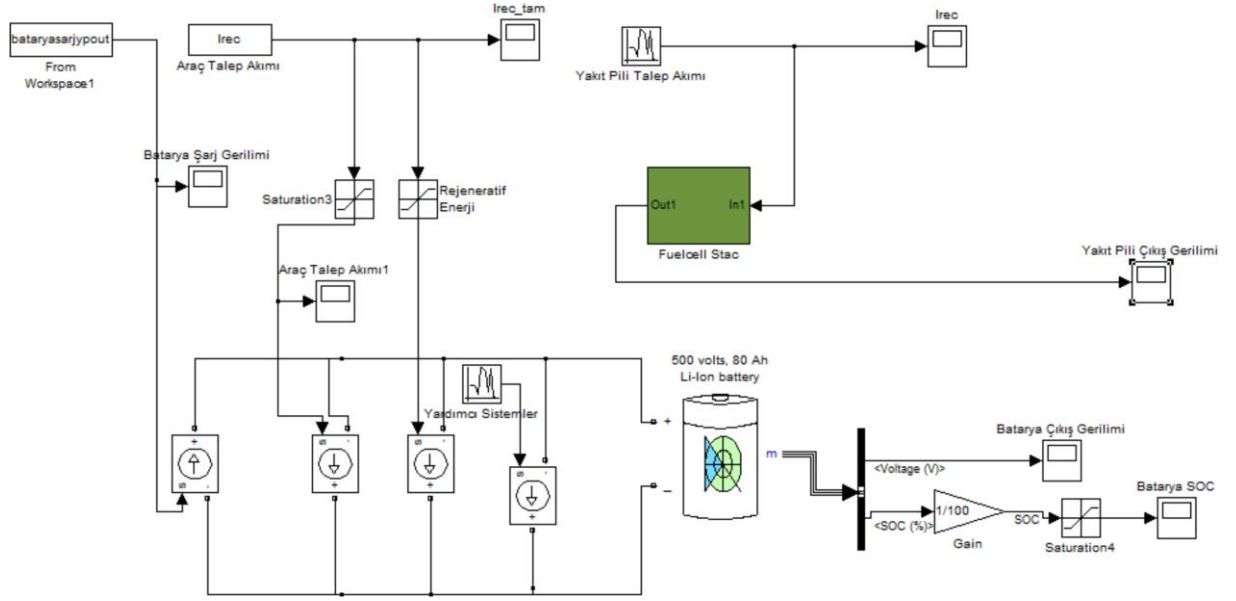 Irec_tam
Irec
bataryasarjypout
Irec
From
Workspace1
Araç Talep Akımı
Yakıt Pili Talep Akımı
Batarya Şarj Gerilimi
Saturation3
Rejeneratif
Enerji
Out1
In1
Fuelcell Stac
Araç Talep Akımı1
Yakıt Pili Çıkış Gerilimi
500 volts, 80 Ah
Li-Ion battery
Yardımcı Sistemler
+
_
m
<Voltage (V)>
Batarya Çıkış Gerilimi
<SOC (%)>
1/100
Gain
SOC
Saturation4
Batarya SOC
+
s
-
s
-
+
s
-
+
s
-
+